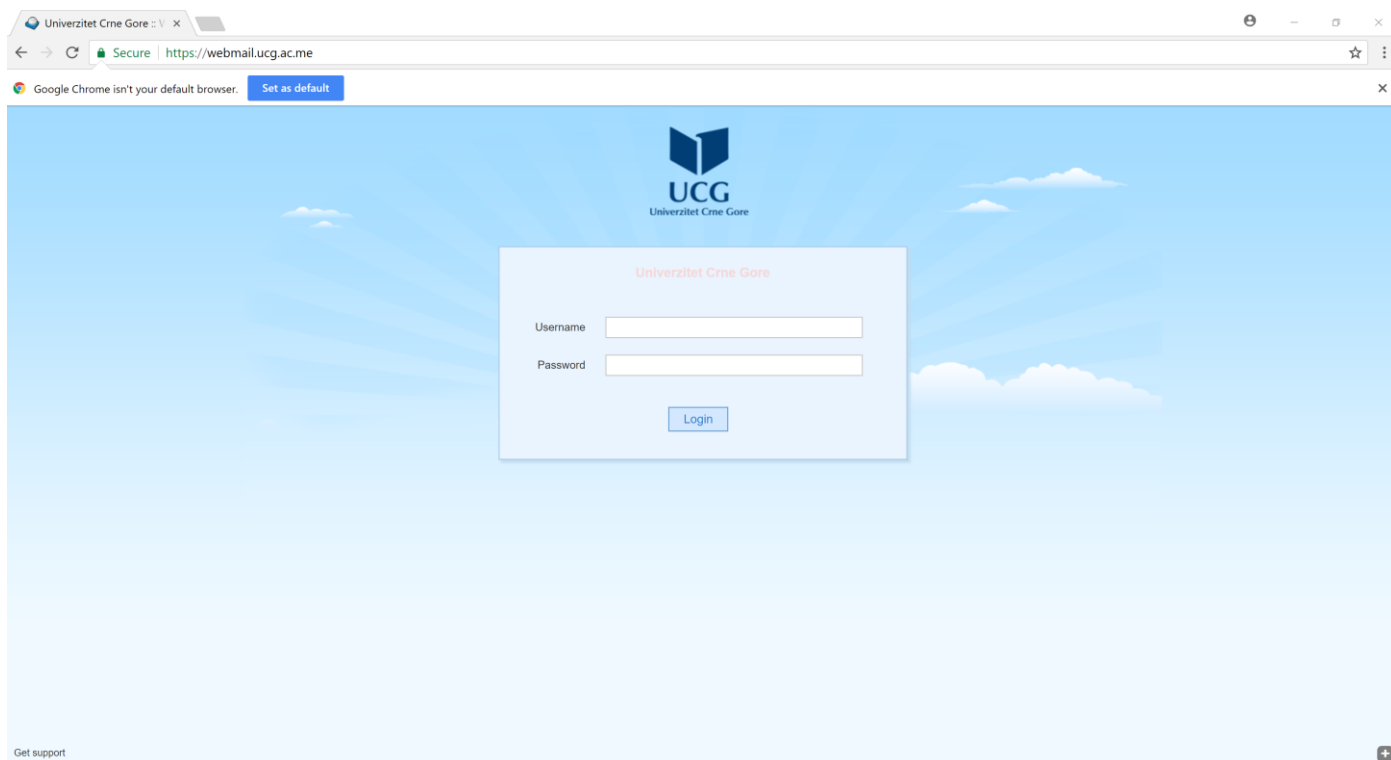 Univerzitet Crne Gore :: V
Secure https://webmail.ucg.ac.me
Google Chrome isn't your default browser. Set as default
UCG
Univerzitet Crne Gore
Univerzitet Crne Gore
Username
Password
Login
Get support